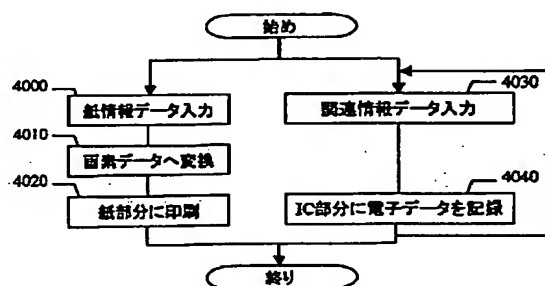 始め
4000
紙情報データ入力
4010
画素データへ変換
4020
紙部分に印刷
4030
関連情報データ入力
4040
IC部分に電子データを記録
終り